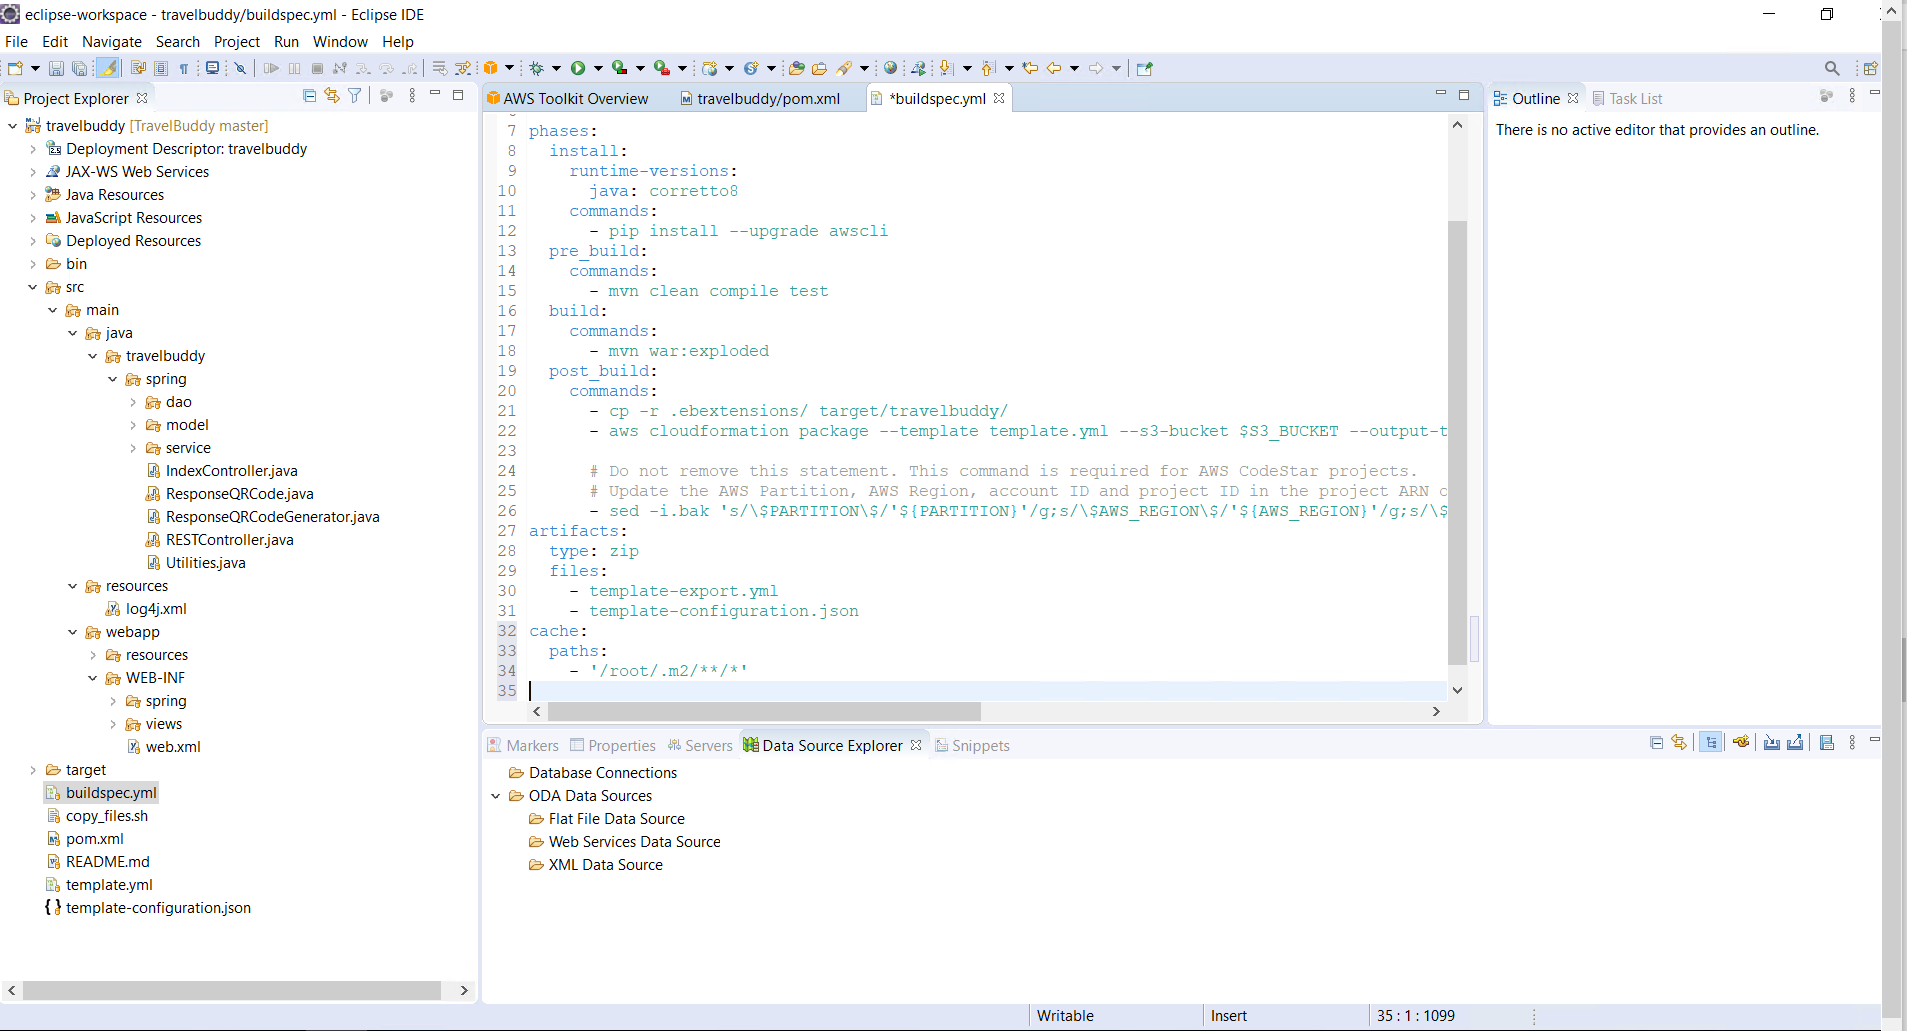 eclipse-workspace - travelbuddy/buildspec.yml - Eclipse IDE
File Edit Navigate Search Project Run Window Help
Project Explorer
travelbuddy [TravelBuddy master]
Deployment Descriptor: travelbuddy
JAX-WS Web Services
Java Resources
JavaScript Resources
Deployed Resources
bin
src
main
java
travelbuddy
spring
dao
model
service
IndexController.java
ResponseQRCode.java
ResponseQRCodeGenerator.java
RESTController.java
Utilities.java
resources
log4j.xml
webapp
resources
WEB-INF
spring
views
web.xml
target
buildspec.yml
copy_files.sh
pom.xml
README.md
template.yml
template-configuration.json
AWS Toolkit Overview travelbuddy/pom.xml *buildspec.yml
7 phases:
8 install:
9 runtime-versions:
10 java: corretto8
11 commands:
12 - pip install --upgrade awscli
13 pre_build:
14 commands:
15 - mvn clean compile test
16 build:
17 commands:
18 - mvn war:exploded
19 post_build:
20 commands:
21 - cp -r .ebextensions/ target/travelbuddy/
22 - aws cloudformation package --template template.yml --s3-bucket $S3_BUCKET --output-t
23
24 # Do not remove this statement. This command is required for AWS CodeStar projects.
25 # Update the AWS Partition, AWS Region, account ID and project ID in the project ARN o
26 - sed -i.bak 's/\$PARTITION\$/'${PARTITION}'/g;s/\$AWS_REGION\$/'${AWS_REGION}'/g;s/\$
27 artifacts:
28 type: zip
29 files:
30 - template-export.yml
31 - template-configuration.json
32 cache:
33 paths:
34 - '/root/.m2/**/*'
35
Outline Task List
There is no active editor that provides an outline.
Markers Properties Servers Data Source Explorer Snippets
Database Connections
ODA Data Sources
Flat File Data Source
Web Services Data Source
XML Data Source
Writable Insert 35 : 1 : 1099